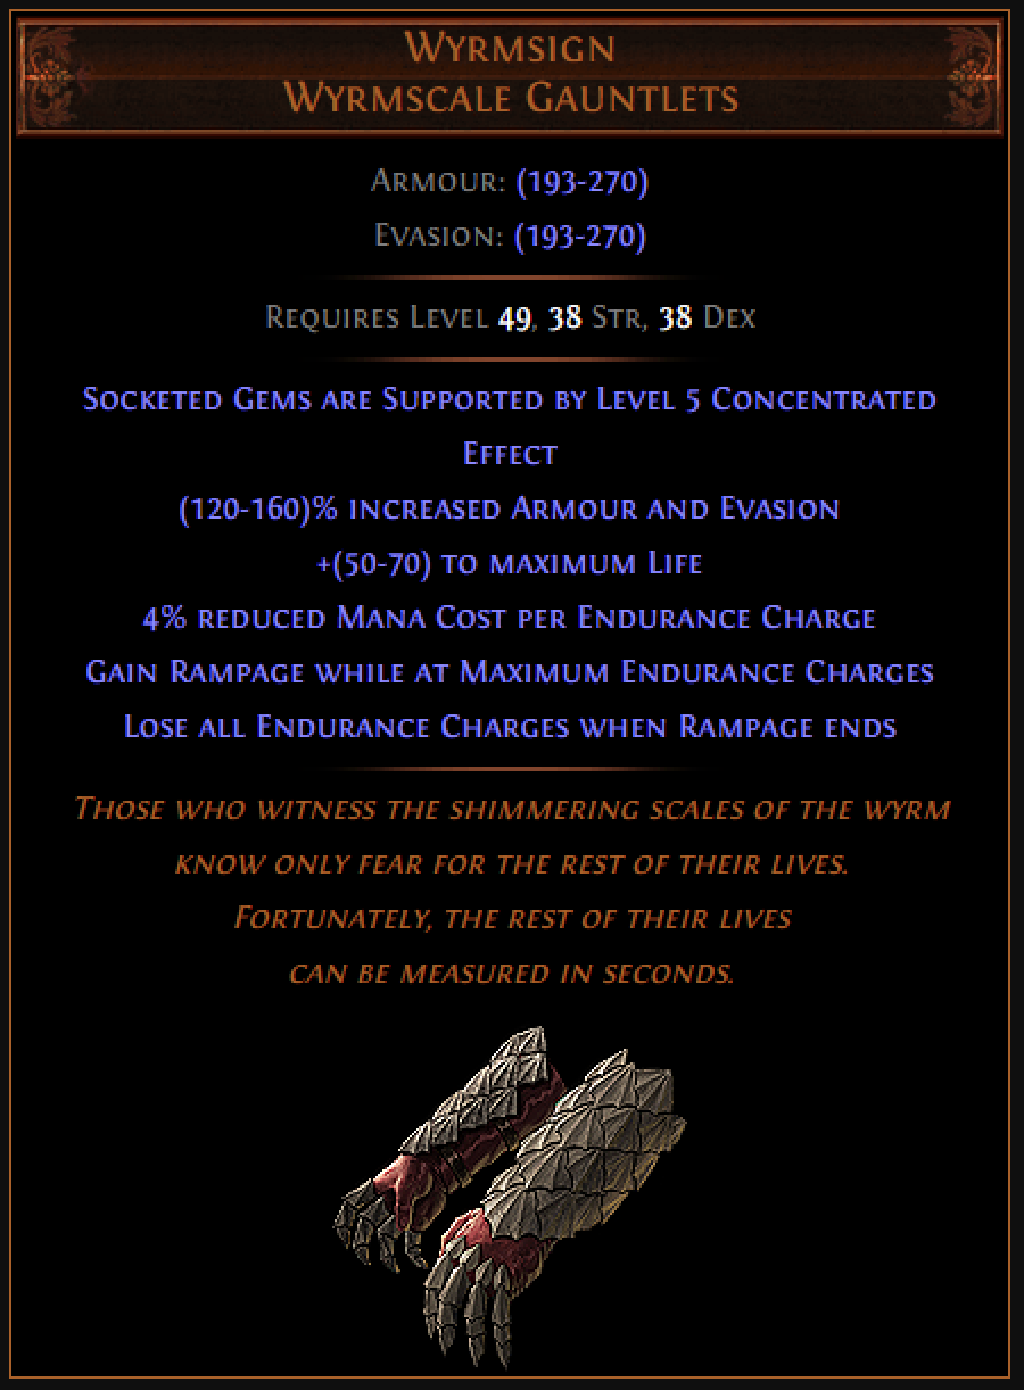 Wyrmsign
Wyrmscale Gauntlets
Armour: (193-270)
Evasion: (193-270)
Requires Level 49, 38 Str, 38 Dex
Socketed Gems are Supported by Level 5 Concentrated
Effect
(120-160)% increased Armour and Evasion
+(50-70) to maximum Life
4% reduced Mana Cost per Endurance Charge
Gain Rampage while at Maximum Endurance Charges
Lose all Endurance Charges when Rampage ends
Those who witness the shimmering scales of the wyrm
know only fear for the rest of their lives.
Fortunately, the rest of their lives
can be measured in seconds.